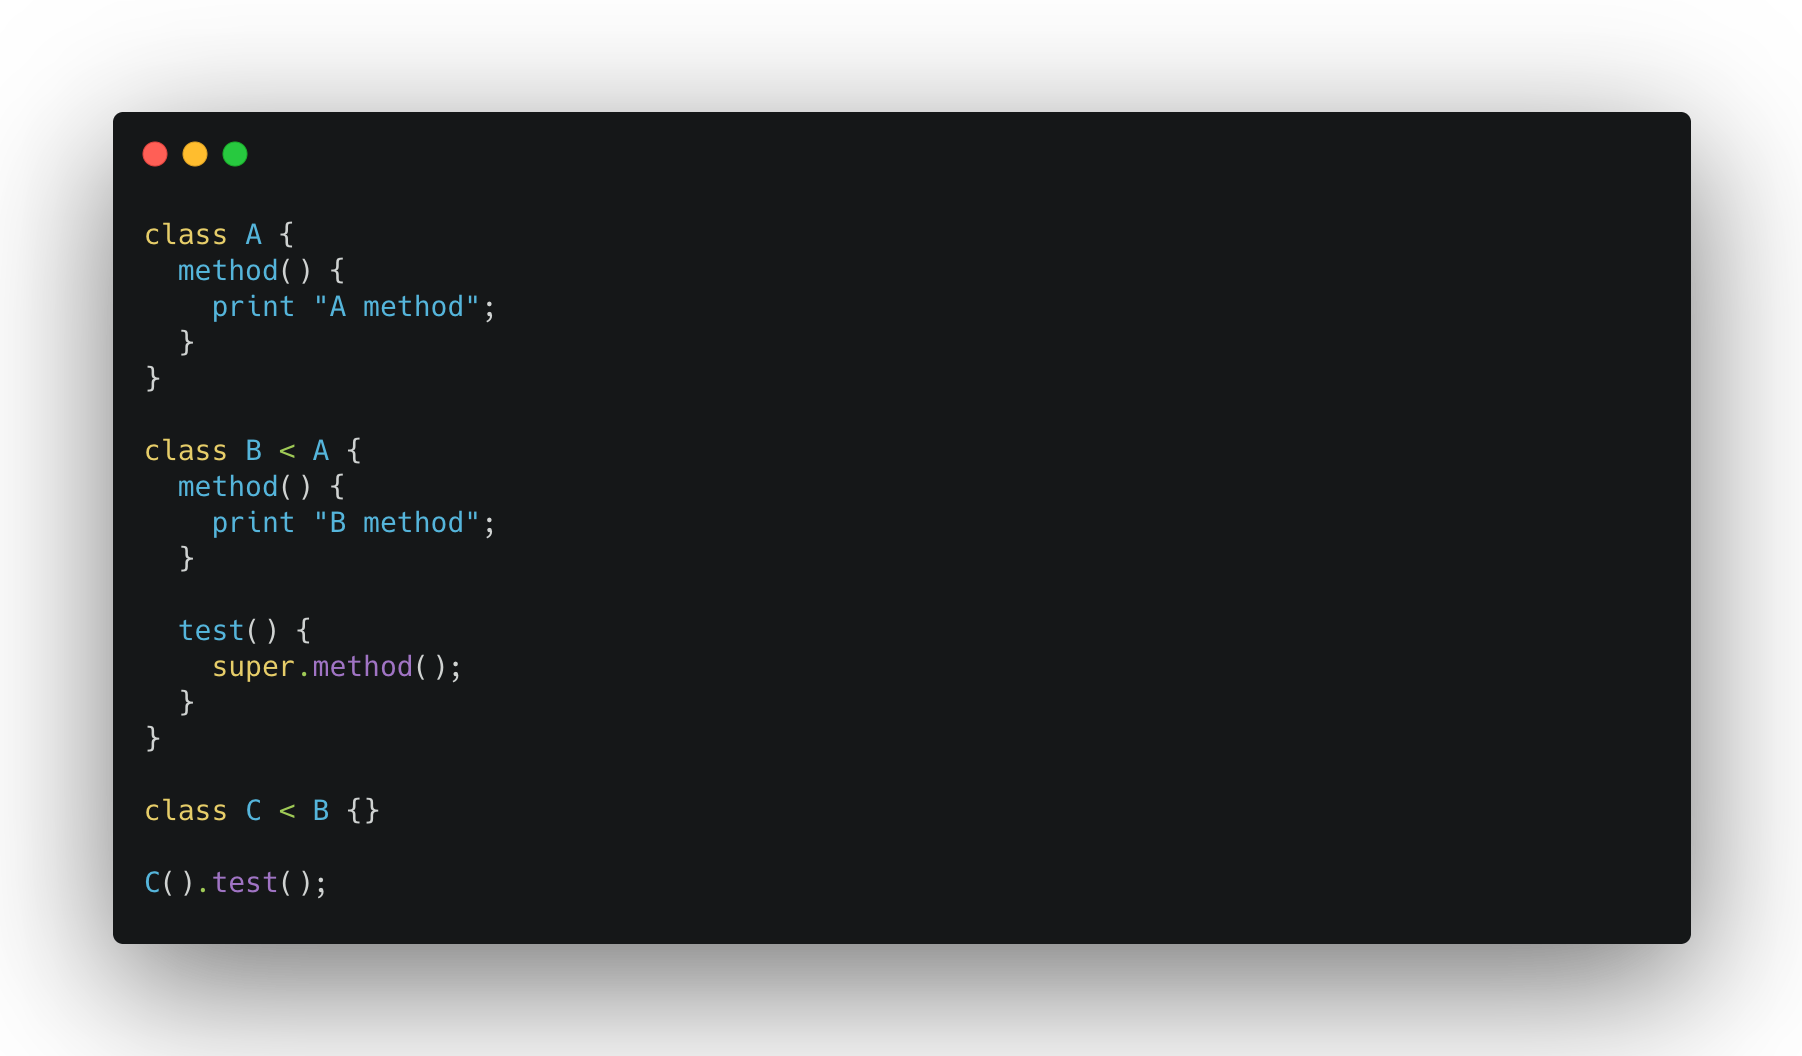 class A {
  method() {
    print "A method";
  }
}

class B < A {
  method() {
    print "B method";
  }

  test() {
    super.method();
  }
}

class C < B {}

C().test();